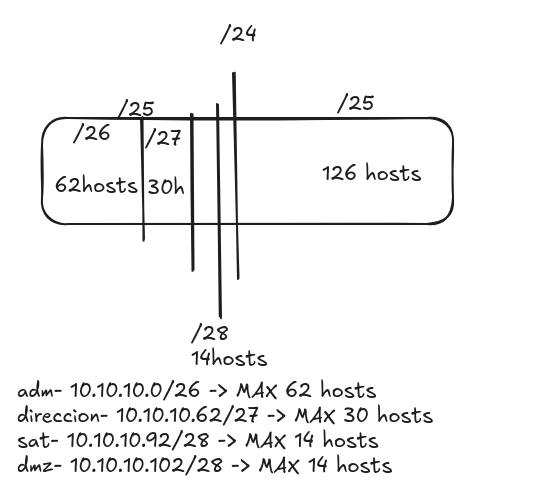 /24
/25
/25
/26
/27
62hosts
30h
126 hosts
/28
14hosts
adm- 10.10.10.0/26 -> MAX 62 hosts
direccion- 10.10.10.62/27 -> MAX 30 hosts
sat- 10.10.10.92/28 -> MAX 14 hosts
dmz- 10.10.10.102/28 -> MAX 14 hosts